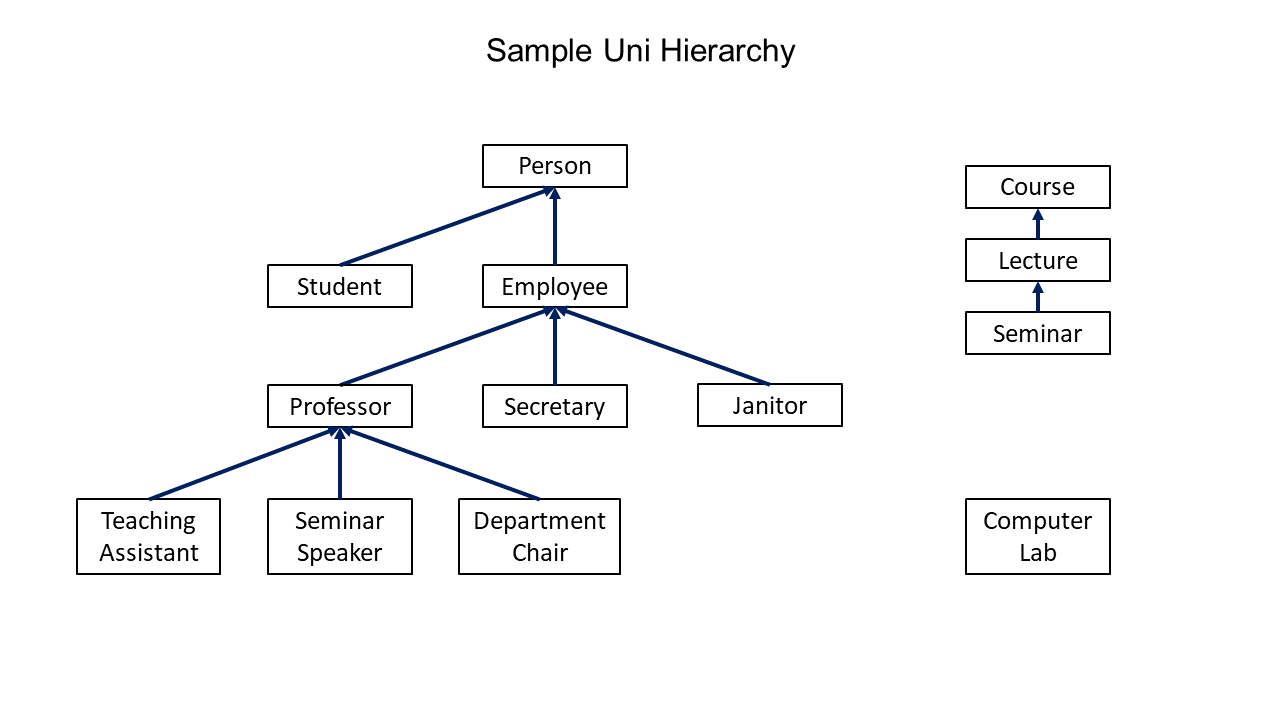 Sample Uni Hierarchy
Person
Course
Lecture
Student
Employee
Seminar
Professor
Secretary
Janitor
Teaching
Assistant
Seminar
Speaker
Department
Chair
Computer
Lab